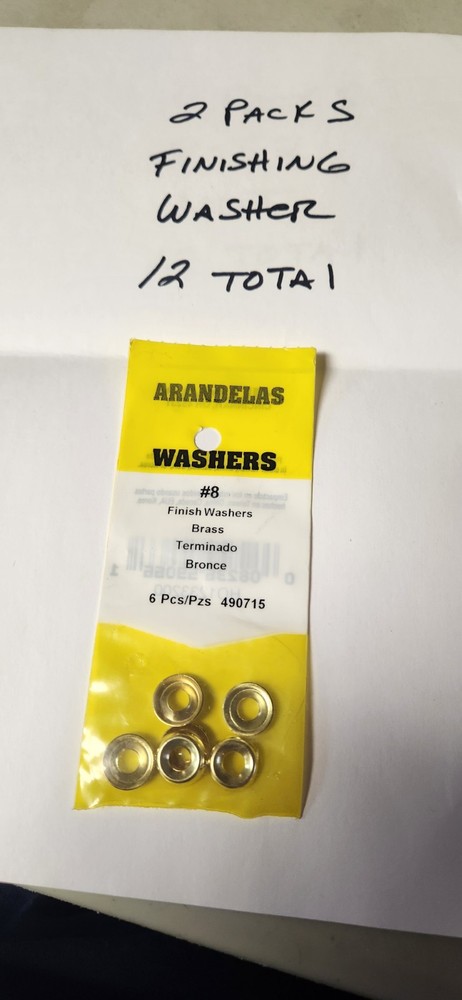 2 PACKS
FINISHING
WASHER
12 TOTAL
ARANDELAS
WASHERS
#8
Finish Washers
Brass
Terminado
Bronce
6 Pcs/Pzs 490715